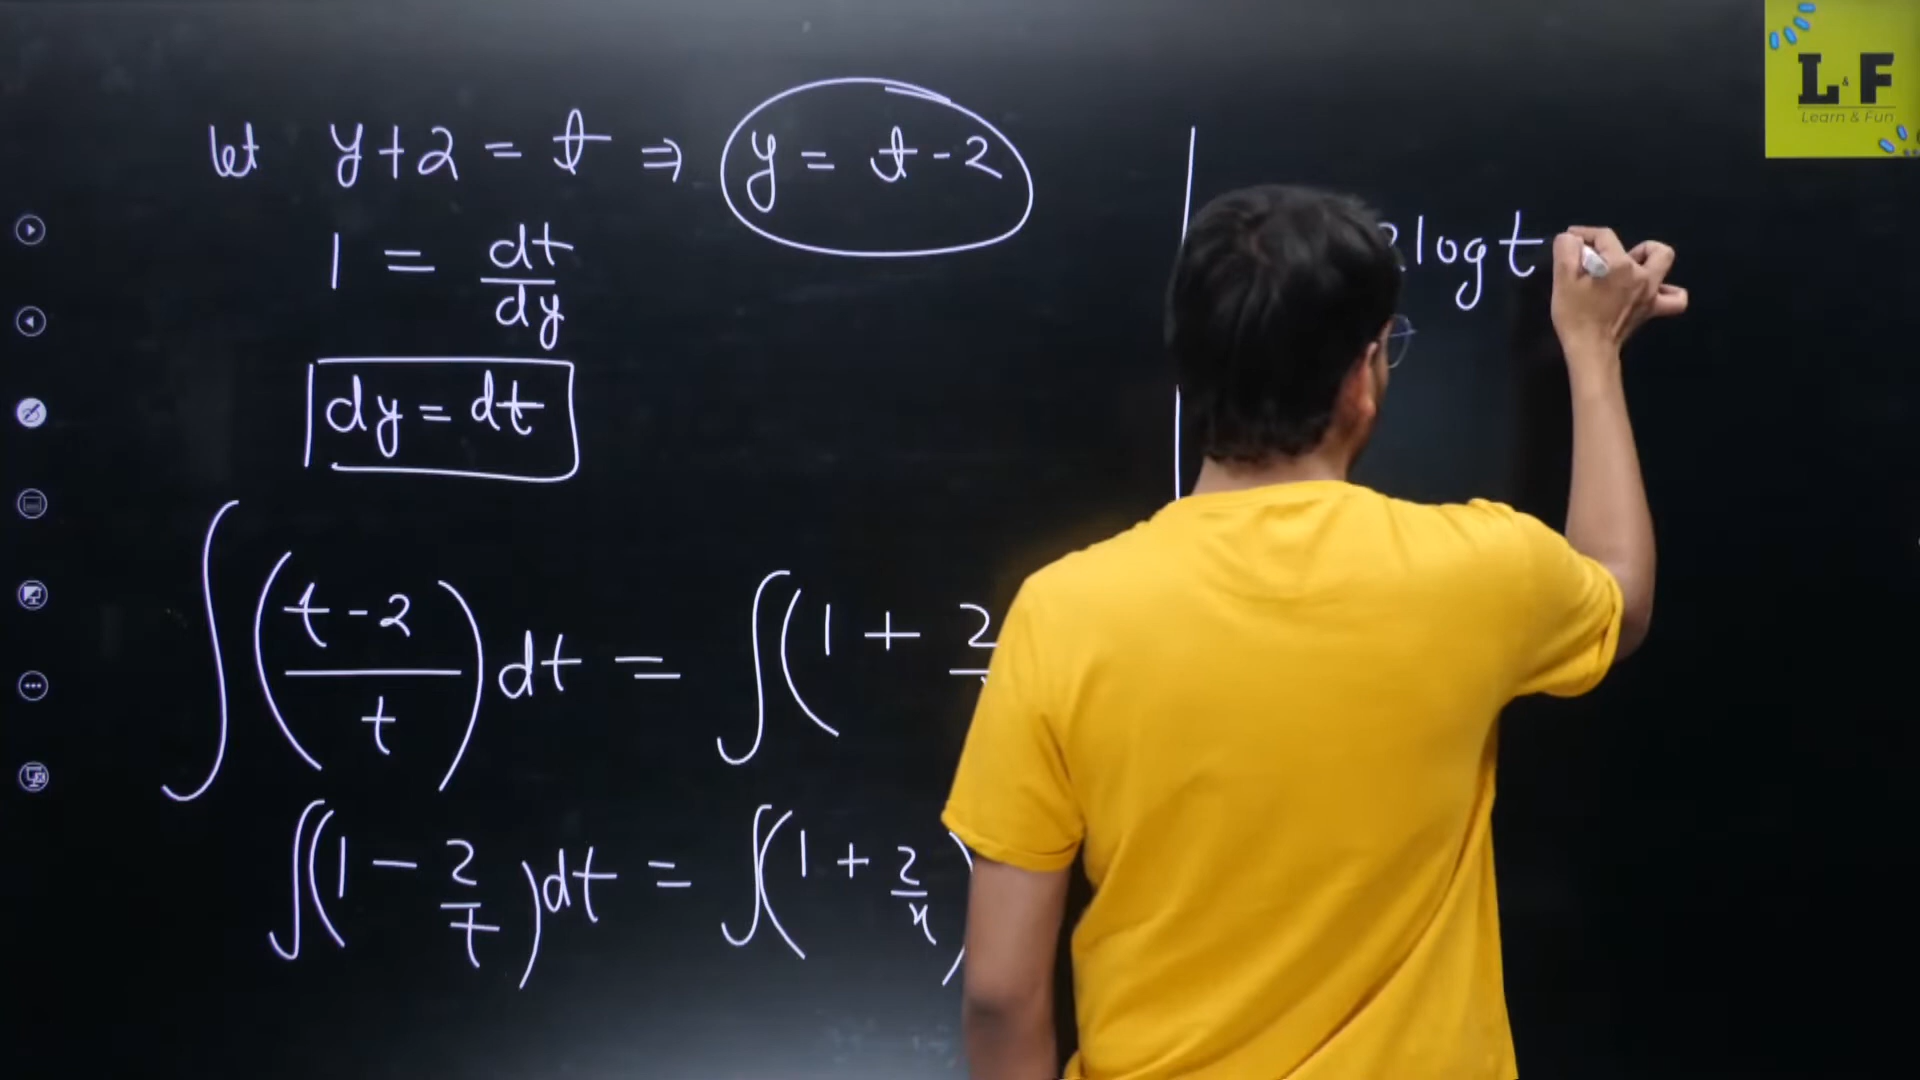 let y+2 = t ⇒ y = t-2
1 = dt/dy
dy = dt
∫((t-2)/t)dt = ∫(1 + 2
∫(1 - 2/t)dt = ∫(1 + 2/x)
2logt
L&F
Learn & Fun